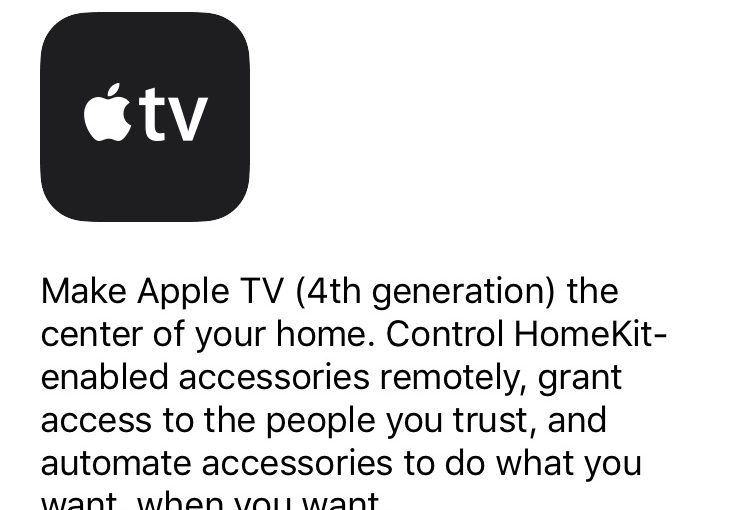 tv
Make Apple TV (4th generation) the
center of your home. Control HomeKit-
enabled accessories remotely, grant
access to the people you trust, and
automate accessories to do what you
want, when you want.